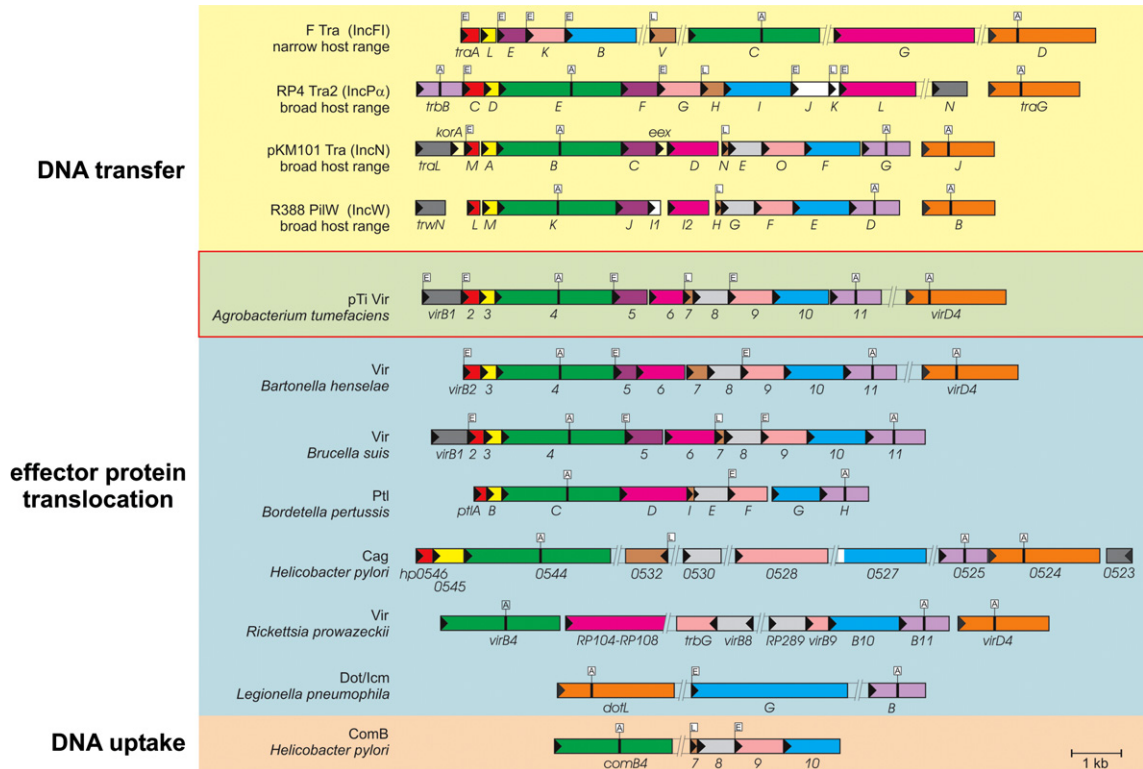 DNA transfer
F Tra (IncFI)
narrow host range
E E E E L A A
traA L E K B V C G D
RP4 Tra2 (IncPα)
broad host range
A E A E L E L E A
trbB C D E F G H I J K L N traG
pKM101 Tra (IncN)
broad host range
korA E A eex L A A
traL M A B C D N E O F G J
R388 PilW (IncW)
broad host range
A L A A
trwN L M K J I1 I2 H G F E D B
pTi Vir
Agrobacterium tumefaciens
E E A E L E A A
virB1 2 3 4 5 6 7 8 9 10 11 virD4
effector protein
translocation
Vir
Bartonella henselae
E A E E A A
virB2 3 4 5 6 7 8 9 10 11 virD4
Vir
Brucella suis
E A E L E A
virB1 2 3 4 5 6 7 8 9 10 11
Ptl
Bordetella pertussis
A E A
ptlA B C D I E F G H
Cag
Helicobacter pylori
A L A A
hp0546 0544 0532 0530 0528 0527 0525 0524 0523
0545
Vir
Rickettsia prowazeckii
A A A
virB4 RP104-RP108 trbG virB8 RP289 virB9 B10 B11 virD4
Dot/Icm
Legionella pneumophila
A E A
dotL G B
DNA uptake
ComB
Helicobacter pylori
A L E
comB4 7 8 9 10
1 kb